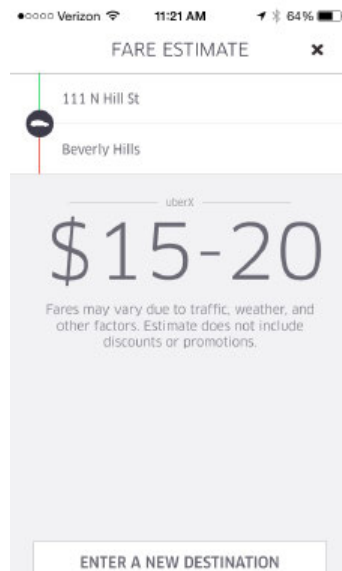 Verizon 11:21 AM 64%
FARE ESTIMATE
111 N Hill St
Beverly Hills
uberX
$15-20
Fares may vary due to traffic, weather, and
other factors. Estimate does not include
discounts or promotions.
ENTER A NEW DESTINATION